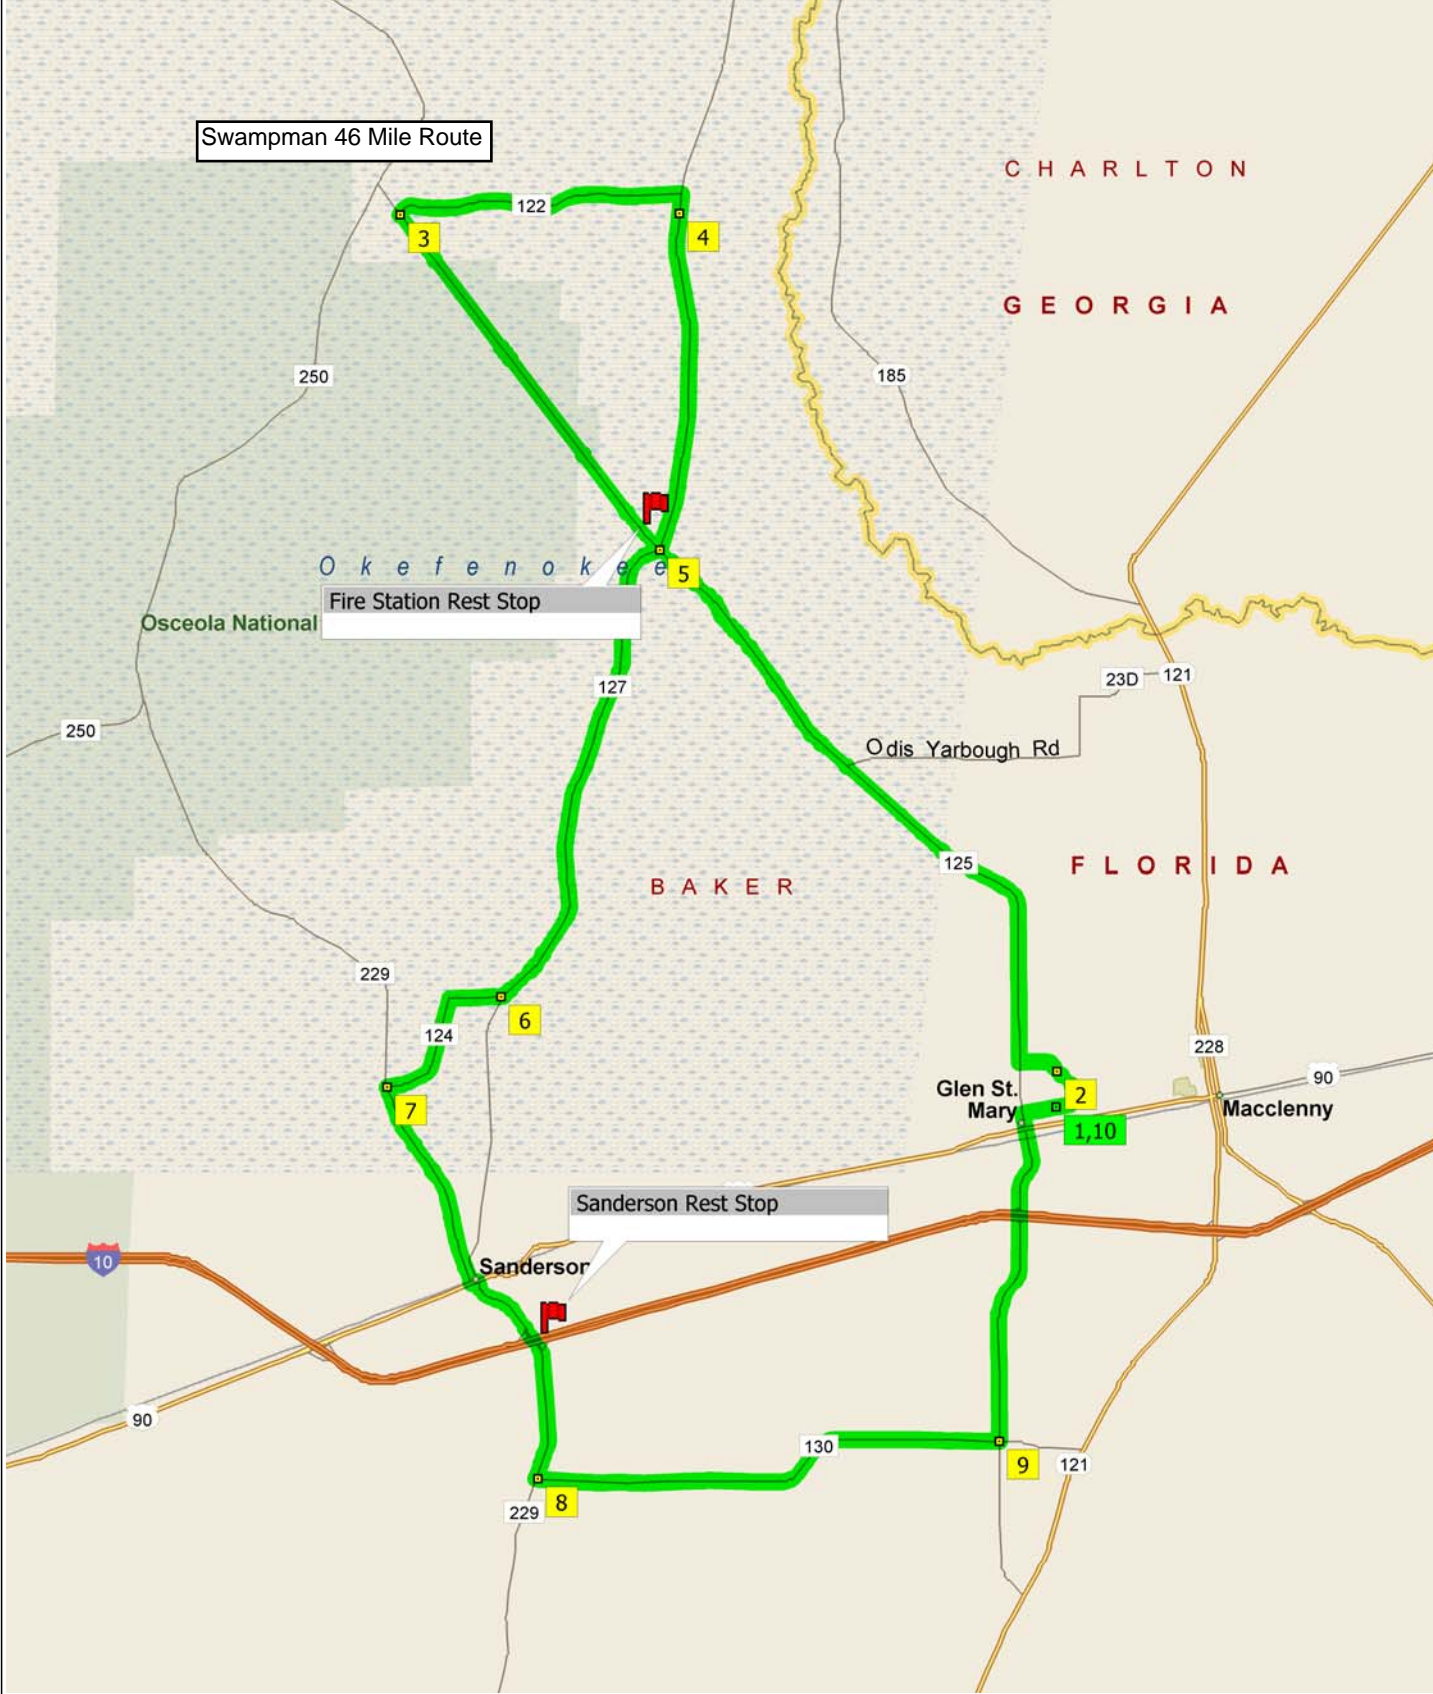 Swampman 46 Mile Route
CHARLTON
122
3
4
GEORGIA
250
185
Okefenokee
5
Fire Station Rest Stop
Osceola National
23D
121
127
250
Odis Yarbough Rd
125
FLORIDA
BAKER
229
6
124
228
90
Glen St.
Mary
2
7
Macclenny
1,10
Sanderson Rest Stop
10
Sanderson
90
130
9
121
8
229